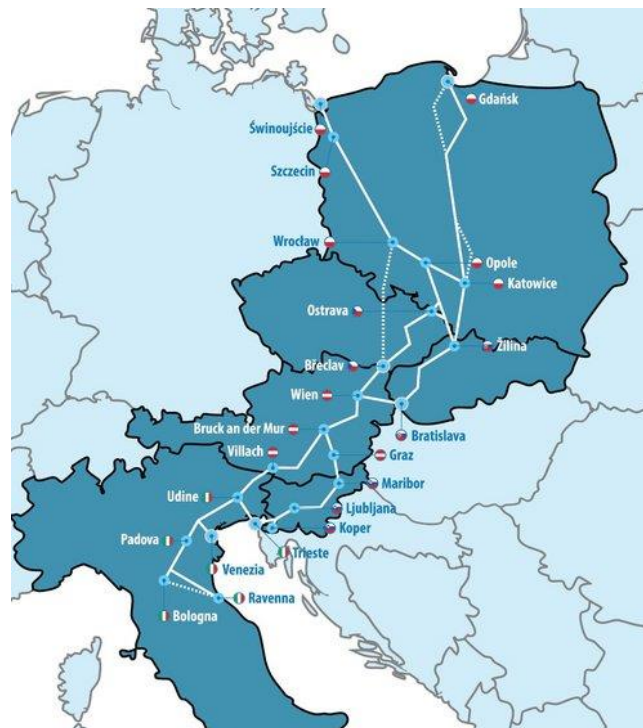 Gdańsk
Świnoujście
Szczecin
Wrocław
Opole
Katowice
Ostrava
Žilina
Břeclav
Wien
Bratislava
Bruck an der Mur
Graz
Villach
Maribor
Udine
Ljubljana
Koper
Padova
Trieste
Venezia
Ravenna
Bologna